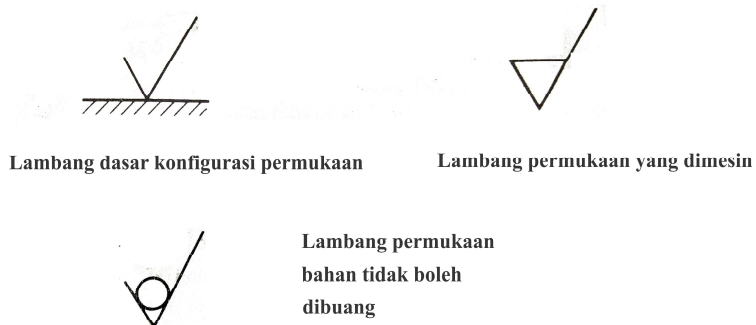 Lambang dasar konfigurasi permukaan
Lambang permukaan yang dimesin
Lambang permukaan
bahan tidak boleh
dibuang